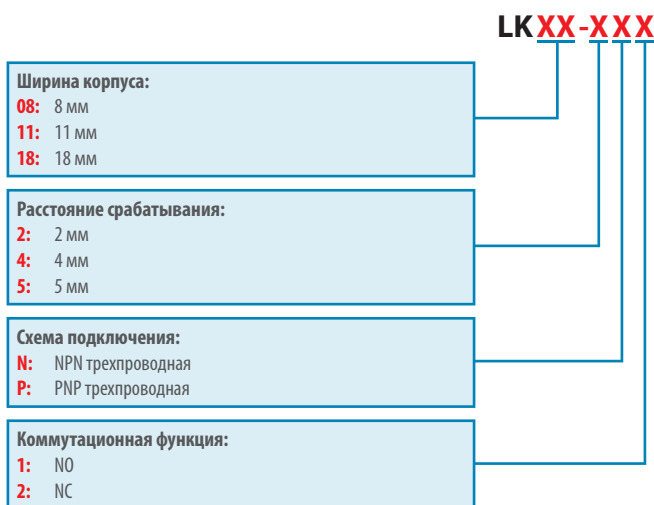 LKXX-XXX
Ширина корпуса:
08: 8 мм
11: 11 мм
18: 18 мм
Расстояние срабатывания:
2: 2 мм
4: 4 мм
5: 5 мм
Схема подключения:
N: NPN трехпроводная
P: PNP трехпроводная
Коммутационная функция:
1: NO
2: NC